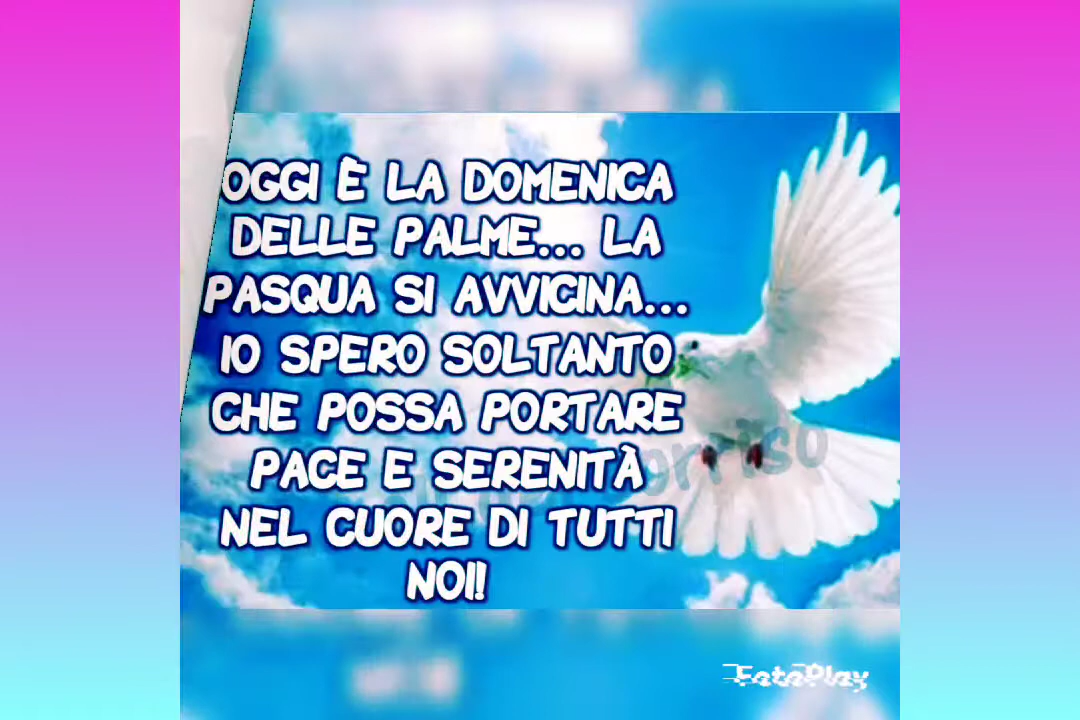 OGGI È LA DOMENICA
DELLE PALME... LA
PASQUA SI AVVICINA...
IO SPERO SOLTANTO
CHE POSSA PORTARE
PACE E SERENITÀ
NEL CUORE DI TUTTI
NOI!
FotoPlay